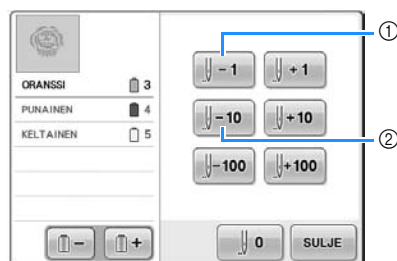 ①
-1 +1
ORANSSI 3
PUNAINEN 4
-10 +10
KELTAINEN 5
②
-100 +100
- + 0 SULJE